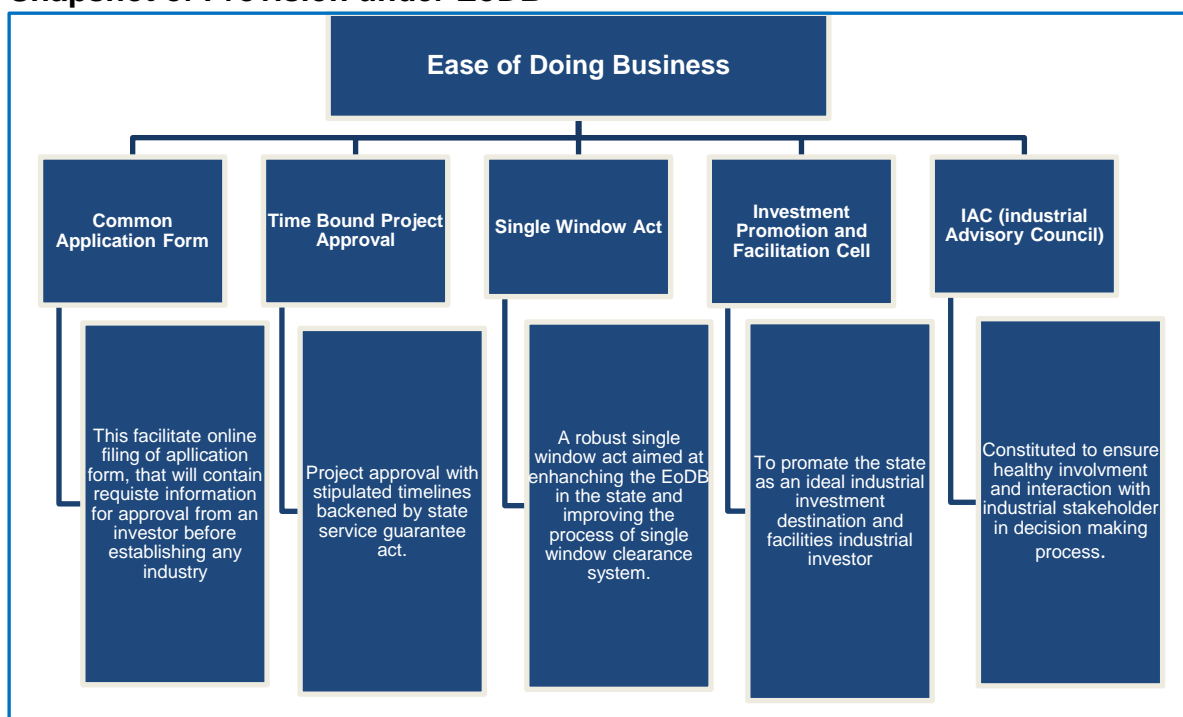 Snapshot of Provision under EoDB
Ease of Doing Business
Common
Application Form
Time Bound Project
Approval
Single Window Act
Investment
Promotion and
Facilitation Cell
IAC (industrial
Advisory Council)
This facilitate online
filing of apllication
form, that will contain
requiste information
for approval from an
investor before
establishing any
industry
Project approval with
stipulated timelines
backened by state
service guarantee
act.
A robust single
window act aimed at
enhanching the EoDB
in the state and
improving the
process of single
window clearance
system.
To promate the state
as an ideal industrial
investment
destination and
facilities industrial
investor
Constituted to ensure
healthy involvment
and interaction with
industrial stakeholder
in decision making
process.